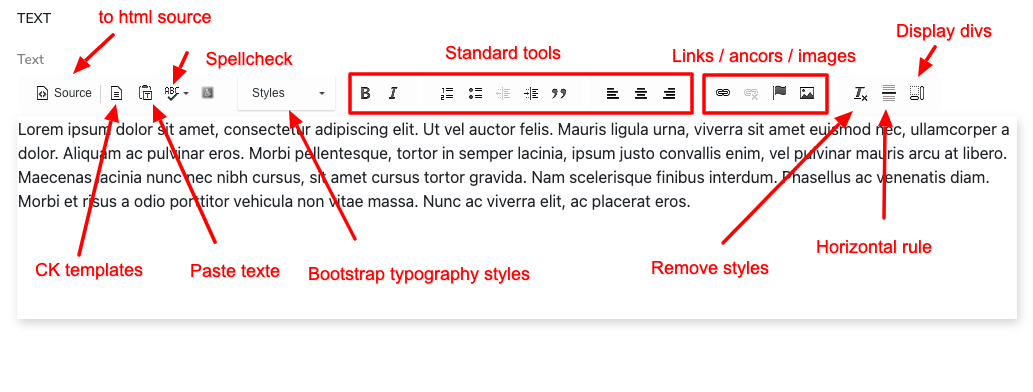 TEXT
to html source
Display divs
Text
Spellcheck
Standard tools
Links / ancors / images
Source
ABC
Styles
B I
Lorem ipsum dolor sit amet, consectetur adipiscing elit. Ut vel auctor felis. Mauris ligula urna, viverra sit amet euismod nec, ullamcorper a
dolor. Aliquam ac pulvinar eros. Morbi pellentesque, tortor in semper lacinia, ipsum justo convallis enim, vel pulvinar mauris arcu at libero.
Maecenas lacinia nunc nec nibh cursus, sit amet cursus tortor gravida. Nam scelerisque finibus interdum. Phasellus ac venenatis diam.
Morbi et risus a odio porttitor vehicula non vitae massa. Nunc ac viverra elit, ac placerat eros.
Horizontal rule
CK templates
Paste texte
Bootstrap typography styles
Remove styles